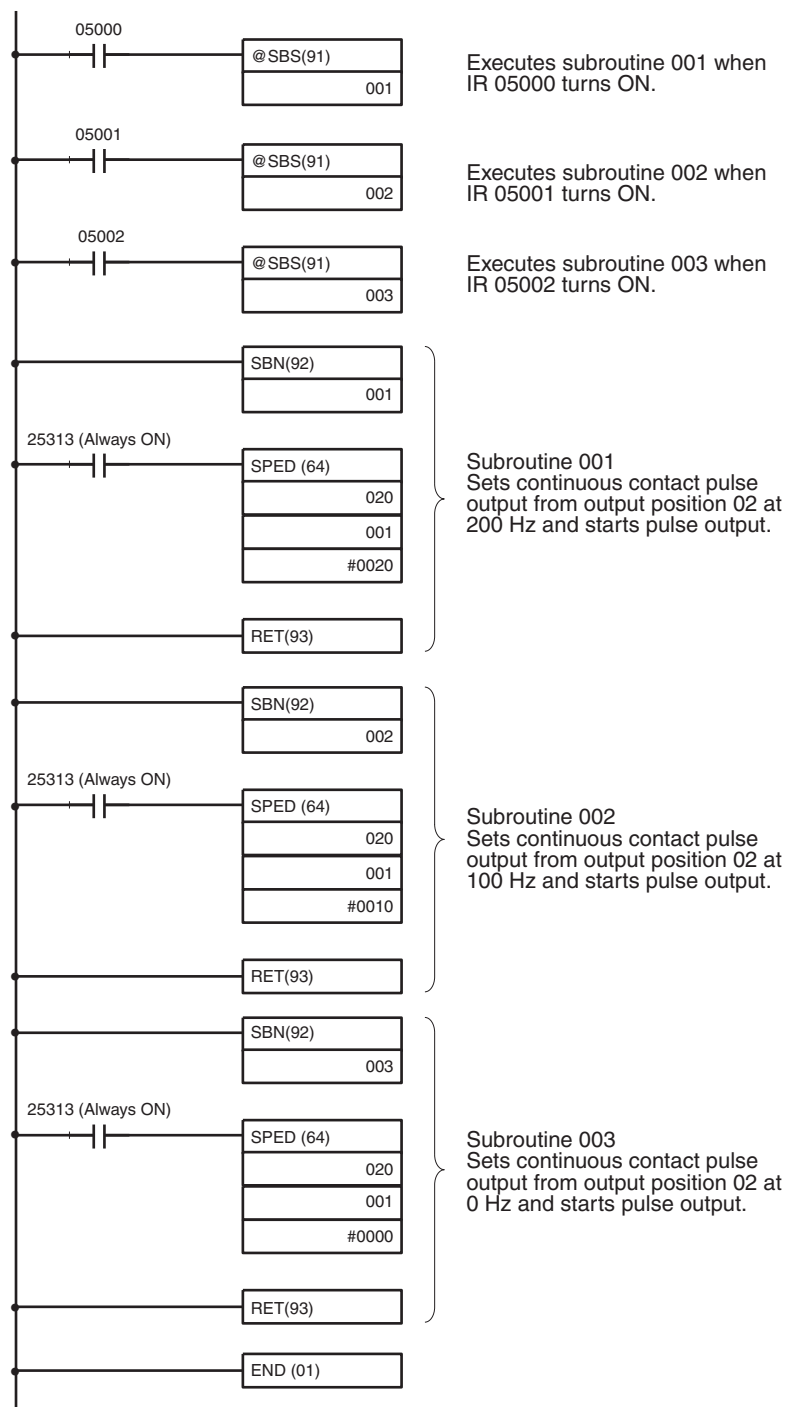 05000
@SBS(91)
001
Executes subroutine 001 when
IR 05000 turns ON.
05001
@SBS(91)
002
Executes subroutine 002 when
IR 05001 turns ON.
05002
@SBS(91)
003
Executes subroutine 003 when
IR 05002 turns ON.
SBN(92)
001
25313 (Always ON)
SPED (64)
020
001
#0020
RET(93)
Subroutine 001
Sets continuous contact pulse
output from output position 02 at
200 Hz and starts pulse output.
SBN(92)
002
25313 (Always ON)
SPED (64)
020
001
#0010
RET(93)
Subroutine 002
Sets continuous contact pulse
output from output position 02 at
100 Hz and starts pulse output.
SBN(92)
003
25313 (Always ON)
SPED (64)
020
001
#0000
RET(93)
Subroutine 003
Sets continuous contact pulse
output from output position 02 at
0 Hz and starts pulse output.
END (01)